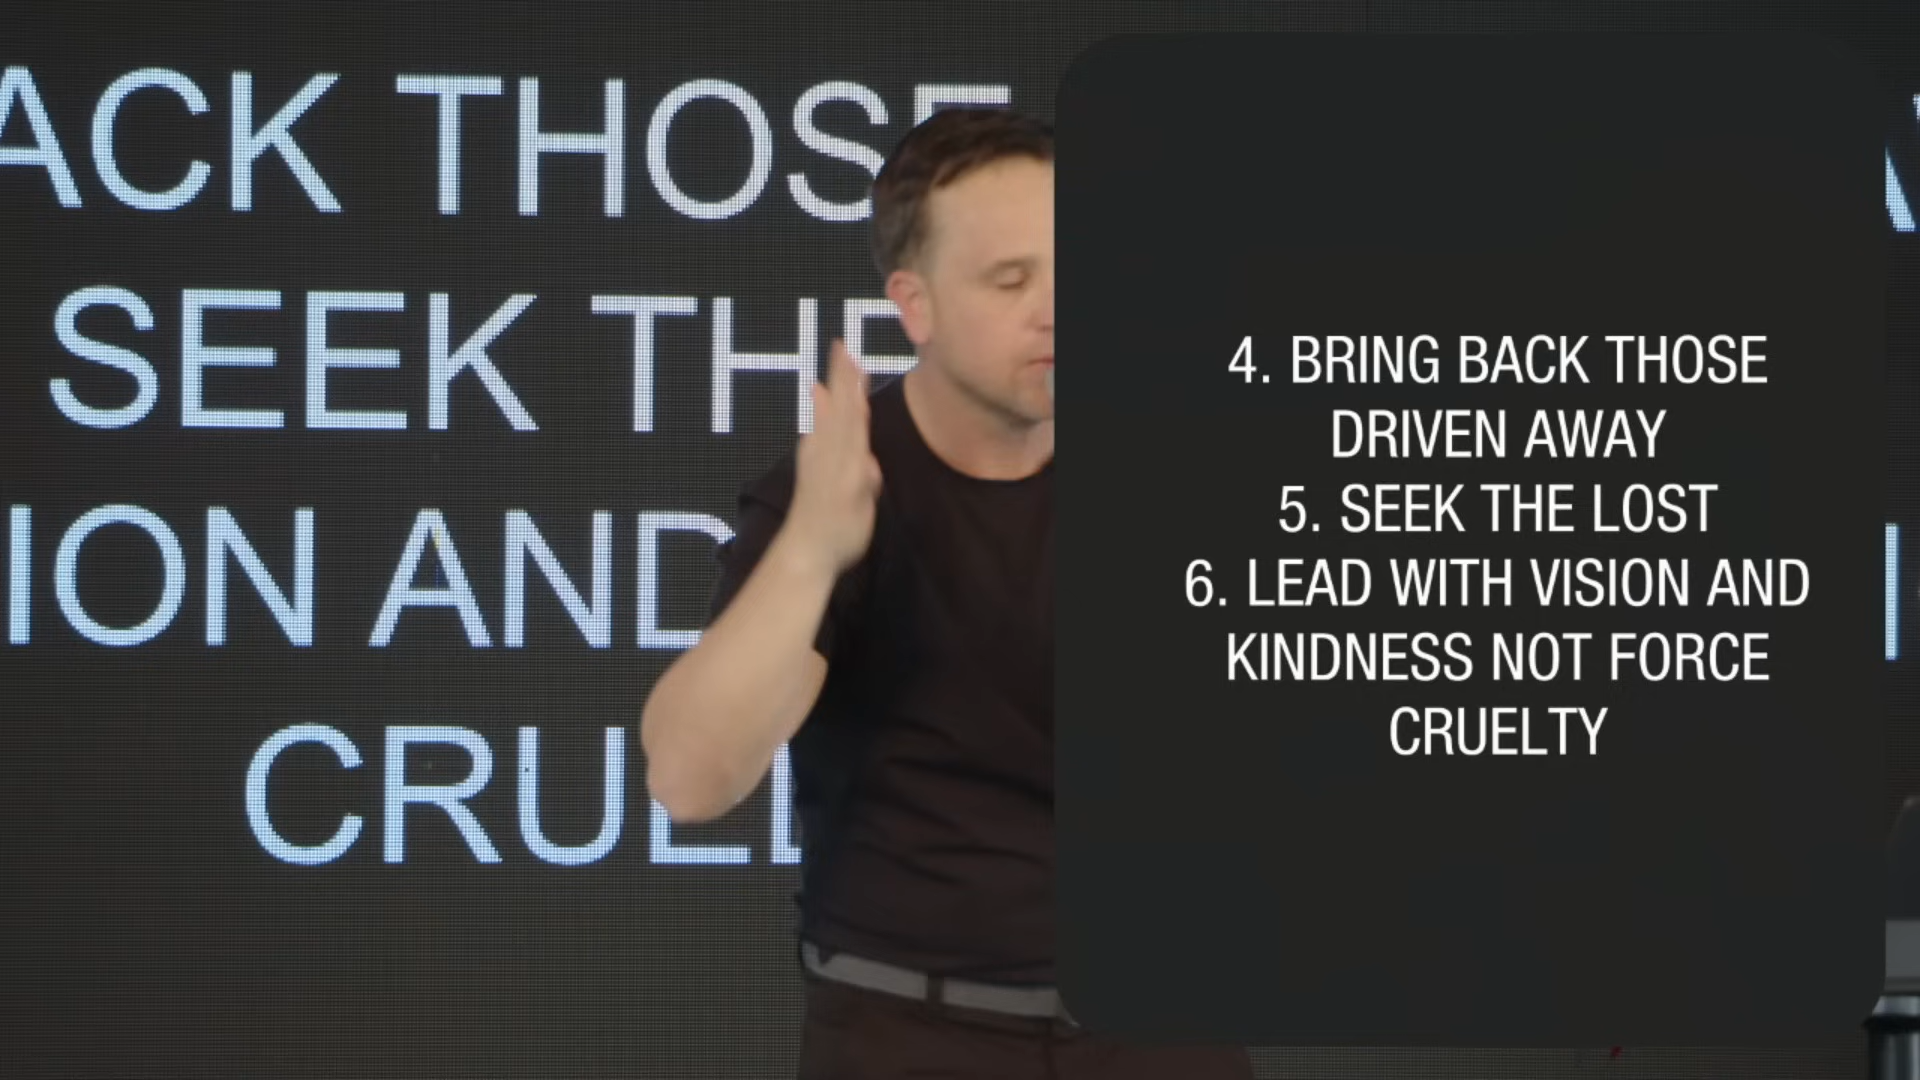 ACK THOSE
SEEK THE
ION AND
CRUEL
4. BRING BACK THOSE
DRIVEN AWAY
5. SEEK THE LOST
6. LEAD WITH VISION AND
KINDNESS NOT FORCE
CRUELTY